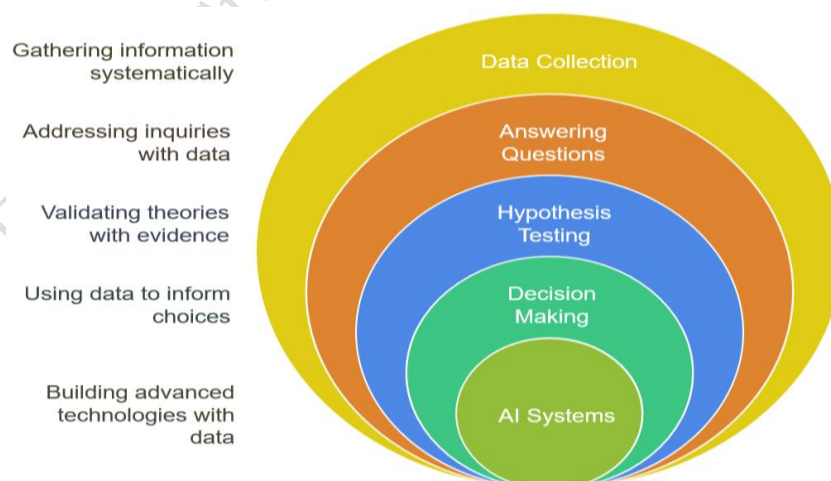 Gathering information
systematically
Data Collection
Addressing inquiries
with data
Answering
Questions
Validating theories
with evidence
Hypothesis
Testing
Using data to inform
choices
Decision
Making
Building advanced
technologies with
data
AI Systems